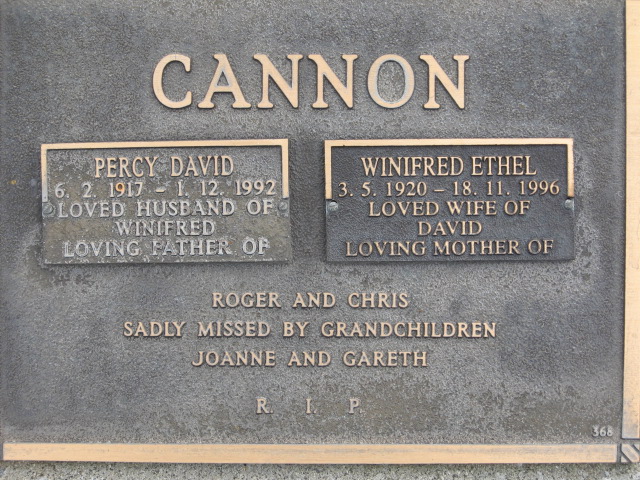 CANNON
PERCY DAVID
6. 2. 1917 - 1. 12. 1992
LOVED HUSBAND OF
WINIFRED
LOVING FATHER OF
WINIFRED ETHEL
3. 5. 1920 - 18. 11. 1996
LOVED WIFE OF
DAVID
LOVING MOTHER OF
ROGER AND CHRIS
SADLY MISSED BY GRANDCHILDREN
JOANNE AND GARETH
R. I. P.
368